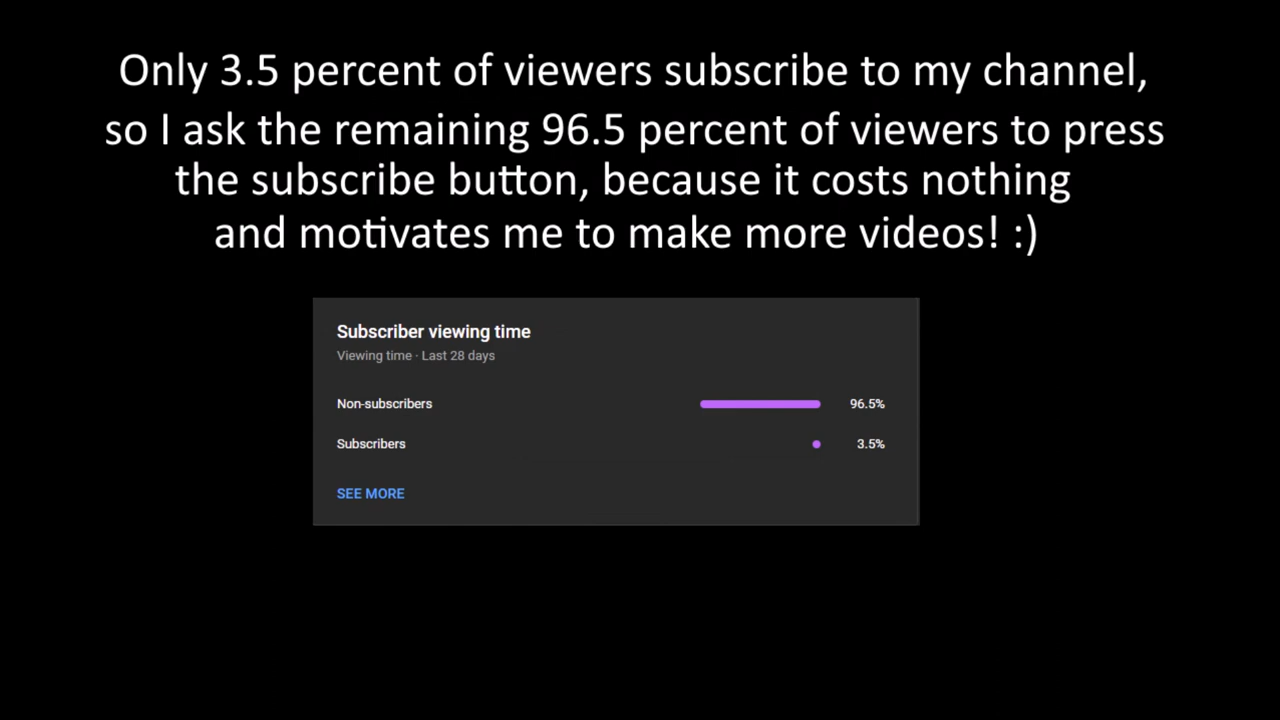 Only 3.5 percent of viewers subscribe to my channel,
so I ask the remaining 96.5 percent of viewers to press
the subscribe button, because it costs nothing
and motivates me to make more videos! :)
Subscriber viewing time
Viewing time · Last 28 days
Non-subscribers 96.5%
Subscribers 3.5%
SEE MORE